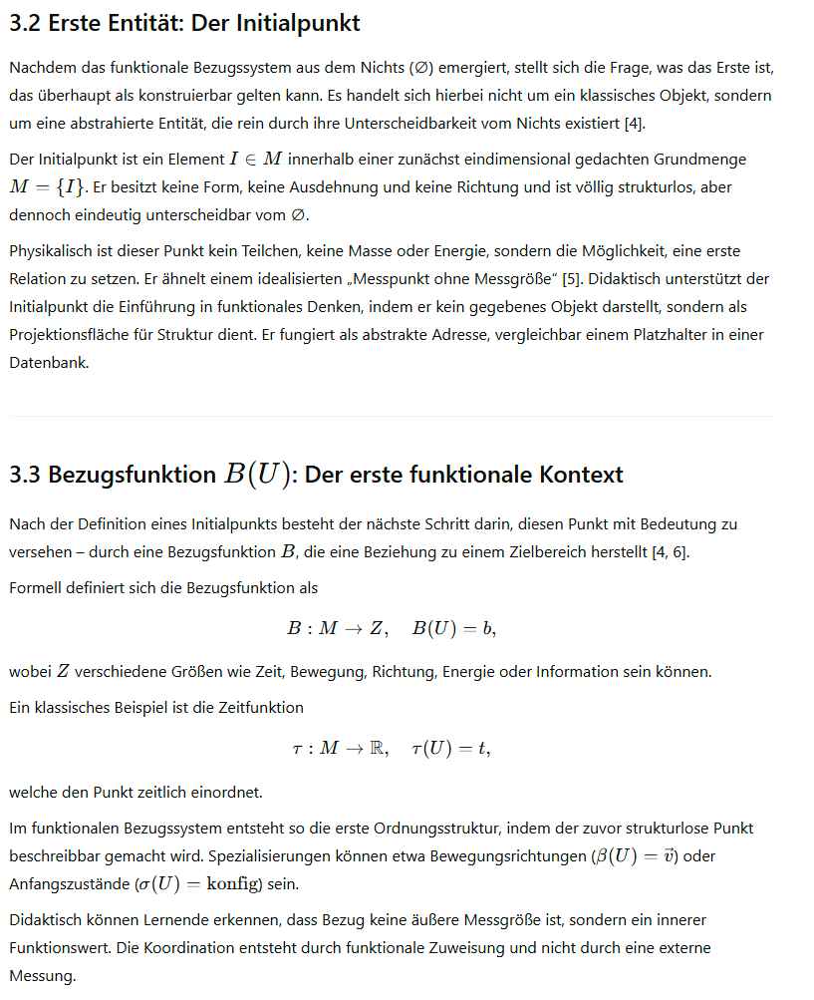 3.2 Erste Entität: Der Initialpunkt
Nachdem das funktionale Bezugssystem aus dem Nichts (∅) emergiert, stellt sich die Frage, was das Erste ist,
das überhaupt als konstruierbar gelten kann. Es handelt sich hierbei nicht um ein klassisches Objekt, sondern
um eine abstrahierte Entität, die rein durch ihre Unterscheidbarkeit vom Nichts existiert [4].
Der Initialpunkt ist ein Element I ∈ M innerhalb einer zunächst eindimensional gedachten Grundmenge
M = {I}. Er besitzt keine Form, keine Ausdehnung und keine Richtung und ist völlig strukturlos, aber
dennoch eindeutig unterscheidbar vom ∅.
Physikalisch ist dieser Punkt kein Teilchen, keine Masse oder Energie, sondern die Möglichkeit, eine erste
Relation zu setzen. Er ähnelt einem idealisierten „Messpunkt ohne Messgröße“ [5]. Didaktisch unterstützt der
Initialpunkt die Einführung in funktionales Denken, indem er kein gegebenes Objekt darstellt, sondern als
Projektionsfläche für Struktur dient. Er fungiert als abstrakte Adresse, vergleichbar einem Platzhalter in einer
Datenbank.
3.3 Bezugsfunktion B(U): Der erste funktionale Kontext
Nach der Definition eines Initialpunkts besteht der nächste Schritt darin, diesen Punkt mit Bedeutung zu
versehen – durch eine Bezugsfunktion B, die eine Beziehung zu einem Zielbereich herstellt [4, 6].
Formell definiert sich die Bezugsfunktion als
B : M → Z, B(U) = b,
wobei Z verschiedene Größen wie Zeit, Bewegung, Richtung, Energie oder Information sein können.
Ein klassisches Beispiel ist die Zeitfunktion
τ : M → ℝ, τ(U) = t,
welche den Punkt zeitlich einordnet.
Im funktionalen Bezugssystem entsteht so die erste Ordnungsstruktur, indem der zuvor strukturlose Punkt
beschreibbar gemacht wird. Spezialisierungen können etwa Bewegungsrichtungen (β(U) = v⃗) oder
Anfangszustände (σ(U) = konfig) sein.
Didaktisch können Lernende erkennen, dass Bezug keine äußere Messgröße ist, sondern ein innerer
Funktionswert. Die Koordination entsteht durch funktionale Zuweisung und nicht durch eine externe
Messung.